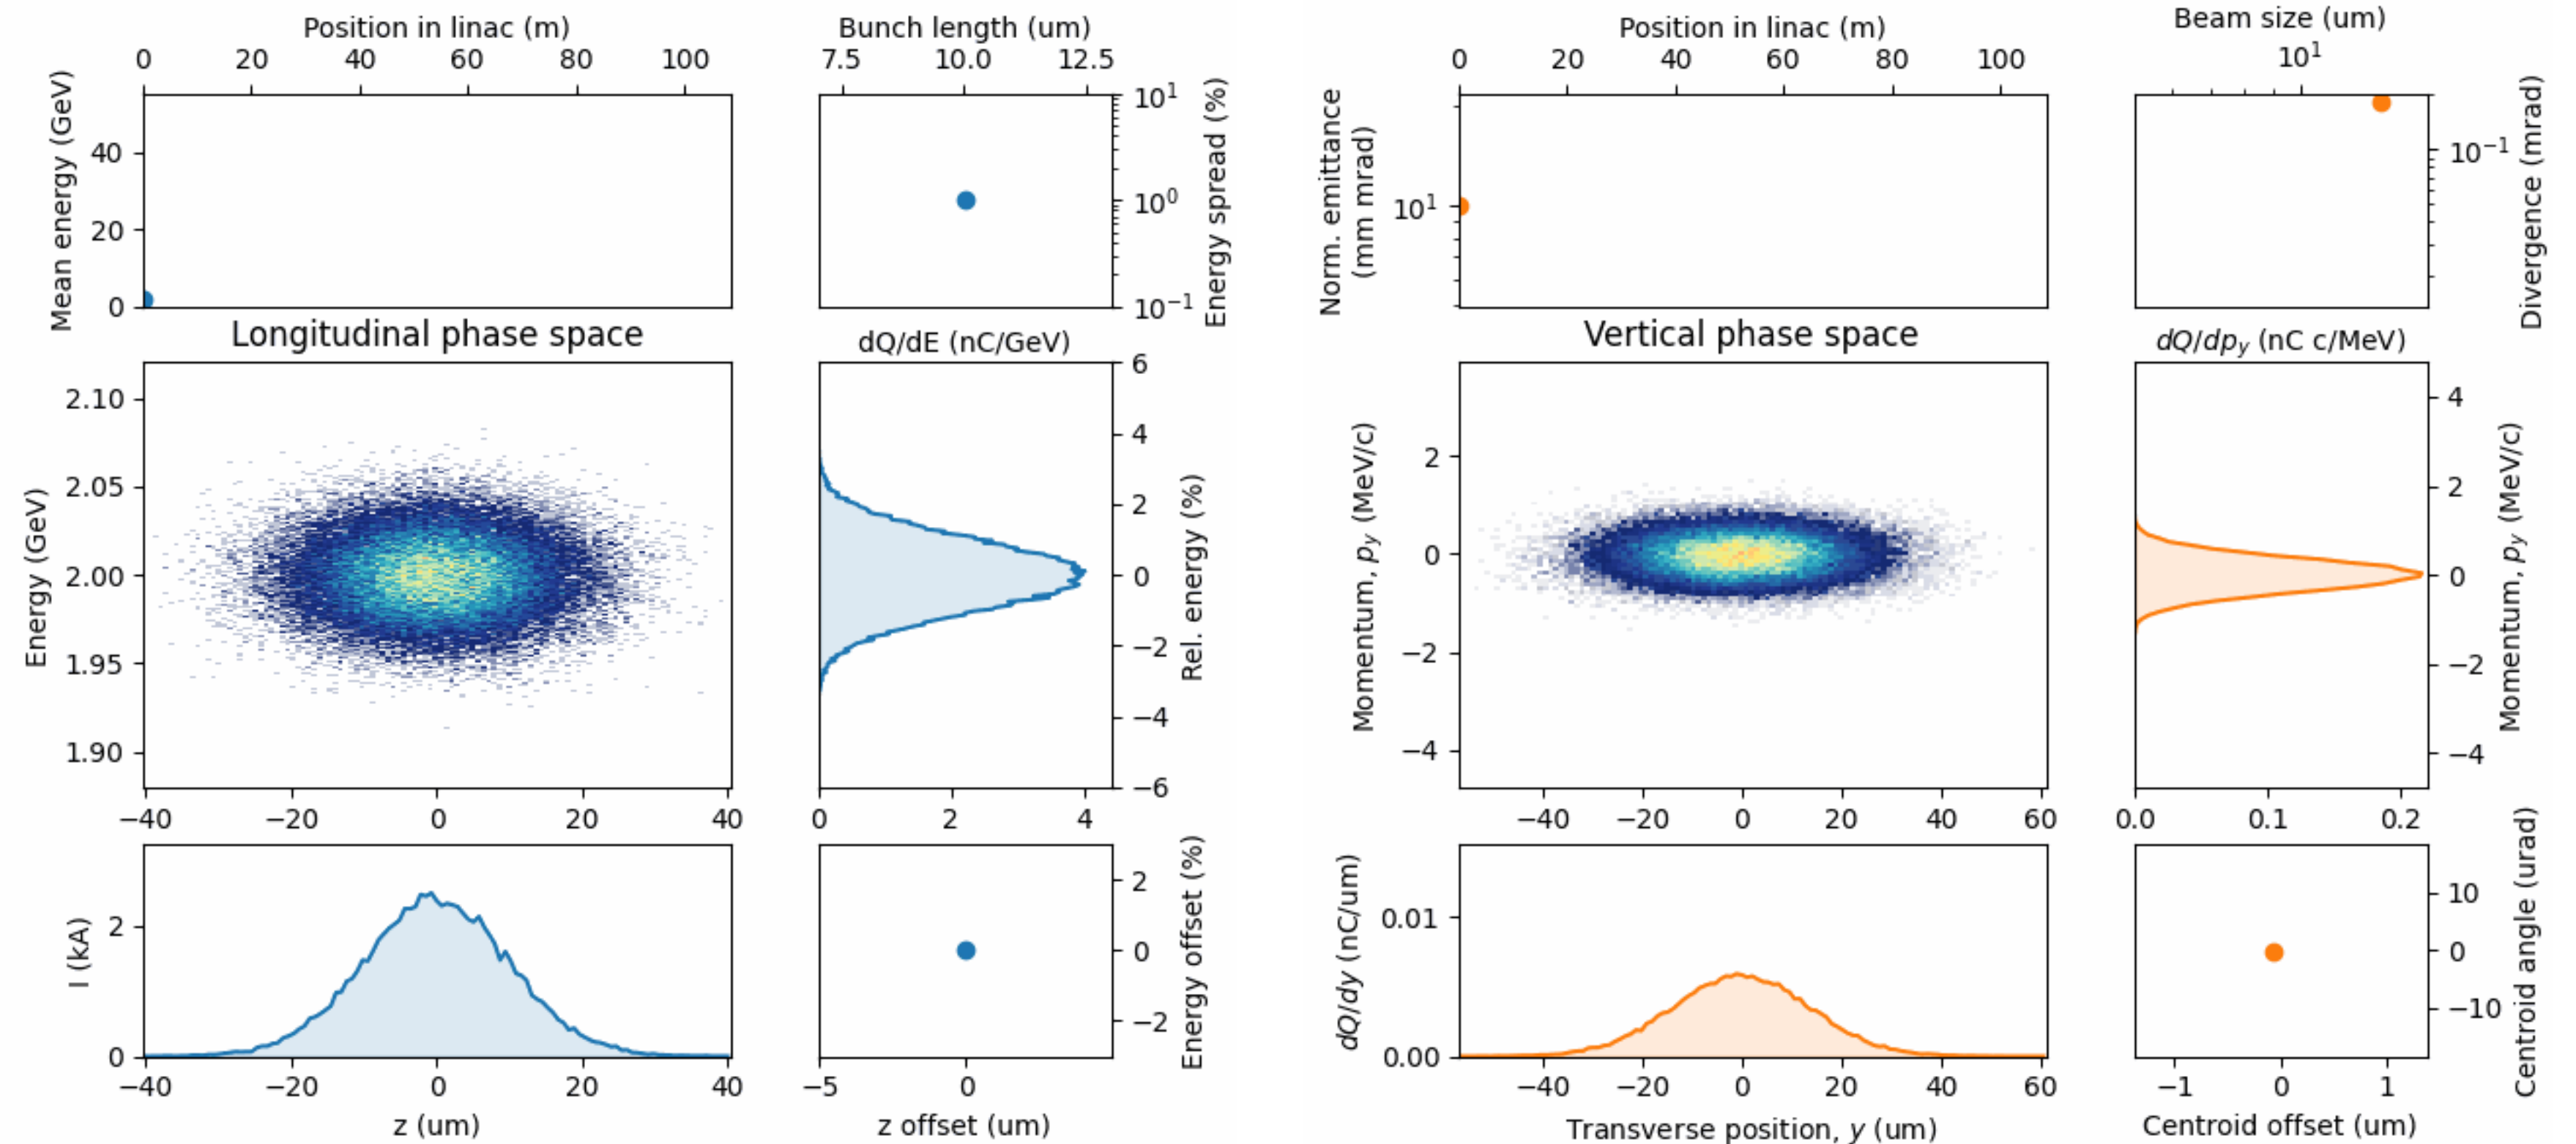 Position in linac (m)
0 20 40 60 80 100
Mean energy (GeV)
40
20
0
Bunch length (um)
7.5 10.0 12.5
10¹
10⁰
10⁻¹
Energy spread (%)
Longitudinal phase space
Energy (GeV)
2.10
2.05
2.00
1.95
1.90
−40 −20 0 20 40
dQ/dE (nC/GeV)
6
4
2
0
−2
−4
−6
Rel. energy (%)
0 2 4
I (kA)
2
0
−40 −20 0 20 40
z (um)
2
0
−2
Energy offset (%)
−5 0
z offset (um)
Position in linac (m)
0 20 40 60 80 100
Norm. emittance
(mm mrad)
10¹
Beam size (um)
10¹
10⁻¹
Divergence (mrad)
Vertical phase space
Momentum, p_y (MeV/c)
2
0
−2
−4
−40 −20 0 20 40 60
dQ/dp_y (nC c/MeV)
4
2
0
−2
−4
Momentum, p_y (MeV/c)
0.0 0.1 0.2
dQ/dy (nC/um)
0.01
0.00
−40 −20 0 20 40 60
Transverse position, y (um)
10
0
−10
Centroid angle (urad)
−1 0 1
Centroid offset (um)